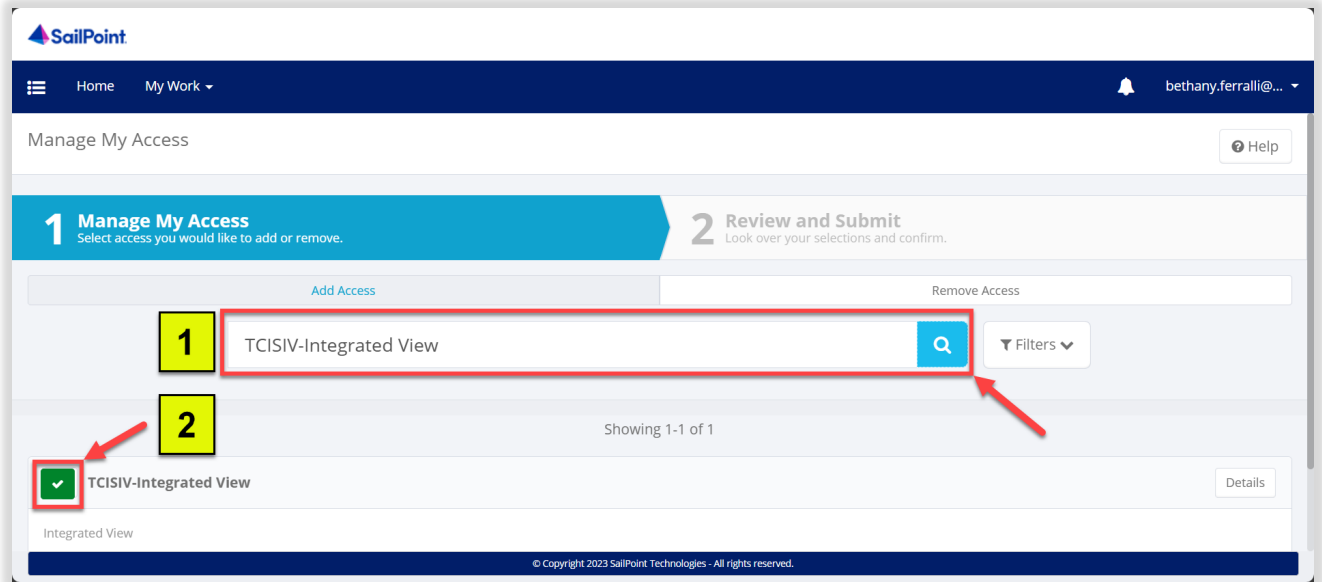 SailPoint
Home My Work bethany.ferralli@...
Manage My Access
Help
1 Manage My Access
Select access you would like to add or remove.
2 Review and Submit
Look over your selections and confirm.
Add Access Remove Access
1 TCISIV-Integrated View Filters
2
Showing 1-1 of 1
TCISIV-Integrated View Details
Integrated View
© Copyright 2023 SailPoint Technologies - All rights reserved.